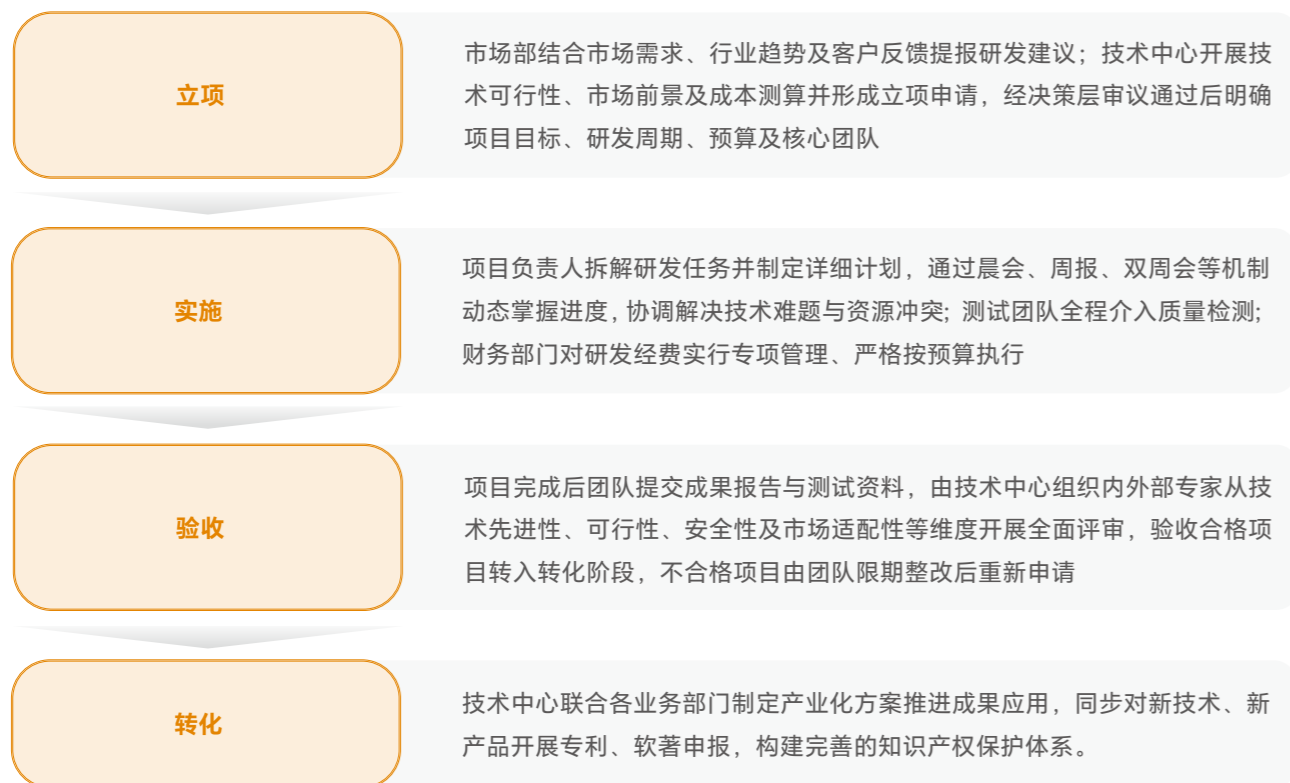 立项
市场部结合市场需求、行业趋势及客户反馈提报研发建议；技术中心开展技
术可行性、市场前景及成本测算并形成立项申请，经决策层审议通过后明确
项目目标、研发周期、预算及核心团队
实施
项目负责人拆解研发任务并制定详细计划，通过晨会、周报、双周会等机制
动态掌握进度，协调解决技术难题与资源冲突；测试团队全程介入质量检测；
财务部门对研发经费实行专项管理、严格按预算执行
验收
项目完成后团队提交成果报告与测试资料，由技术中心组织内外部专家从技
术先进性、可行性、安全性及市场适配性等维度开展全面评审，验收合格项
目转入转化阶段，不合格项目由团队限期整改后重新申请
转化
技术中心联合各业务部门制定产业化方案推进成果应用，同步对新技术、新
产品开展专利、软著申报，构建完善的知识产权保护体系。